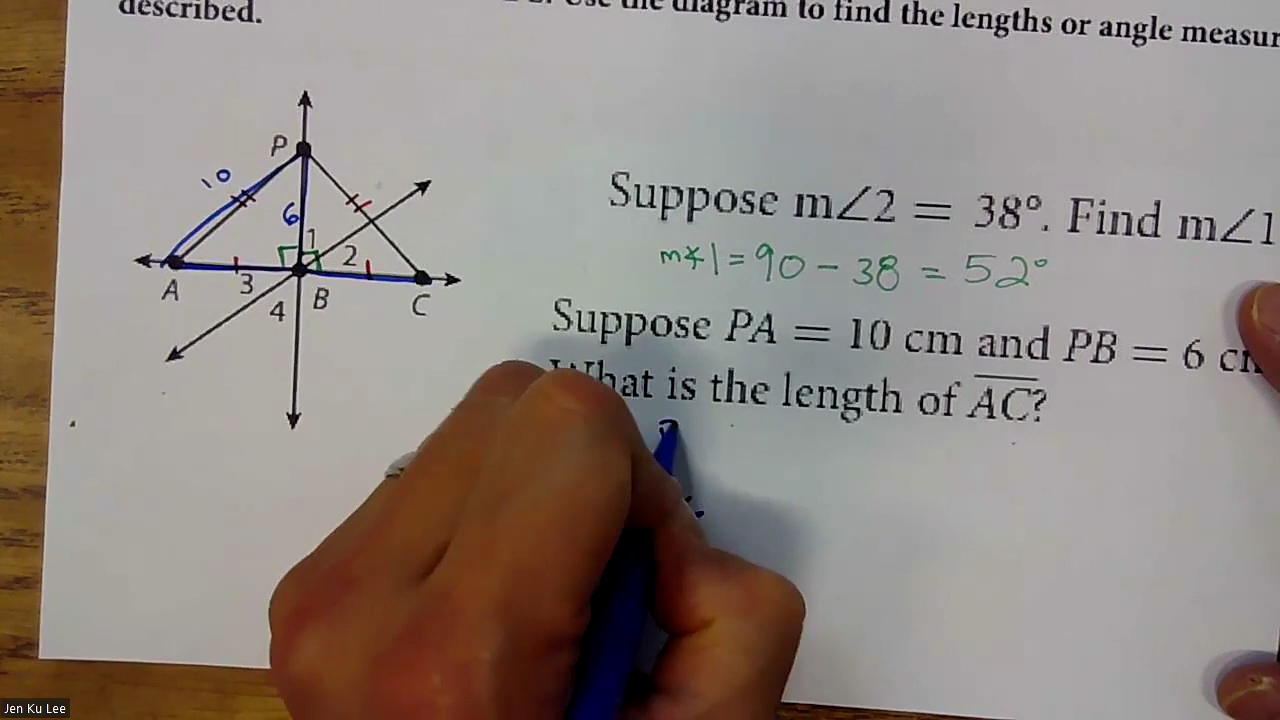 described.
the diagram to find the lengths or angle measur
P
10
6
1
2
A
3
4
B
C
Suppose m∠2 = 38°. Find m∠1
m∡1 = 90 - 38 = 52°
Suppose PA = 10 cm and PB = 6 c
What is the length of AC?
Jen Ku Lee